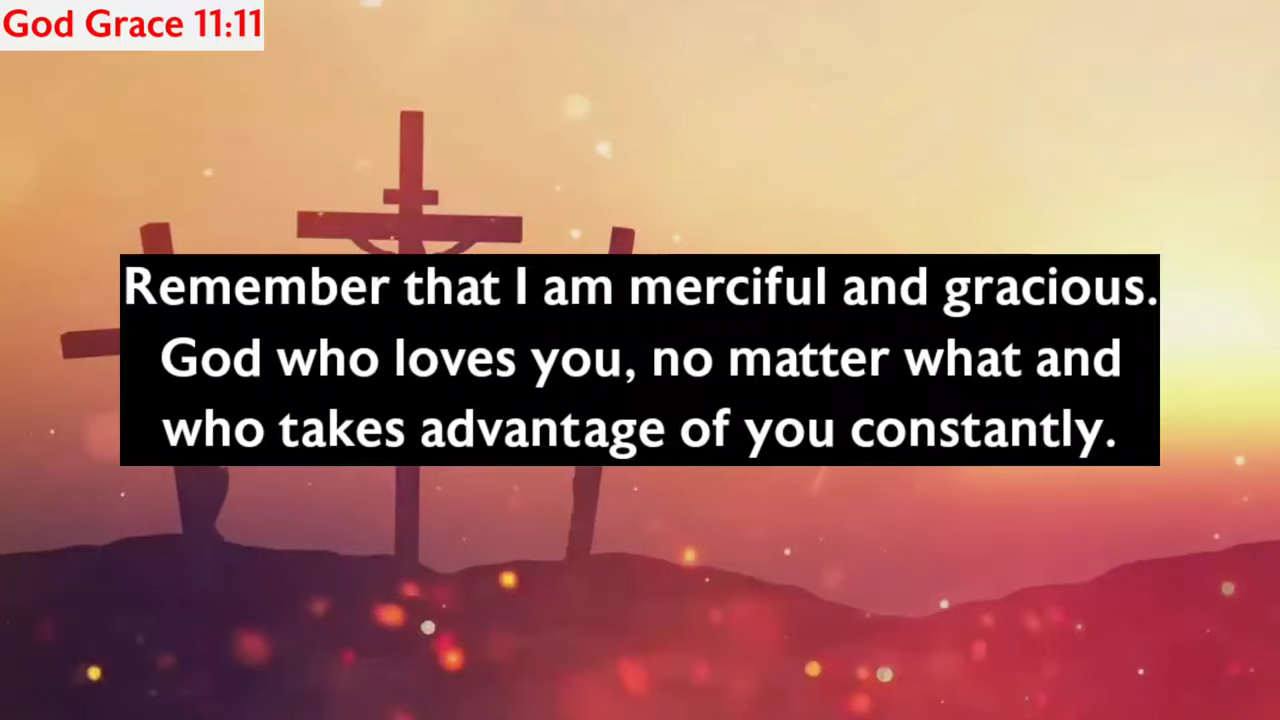 God Grace 11:11
Remember that I am merciful and gracious.
God who loves you, no matter what and
who takes advantage of you constantly.